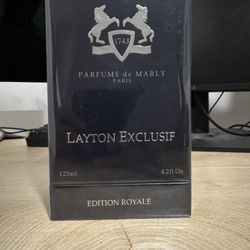 1743
PARFUMS de MARLY
PARIS
LAYTON EXCLUSIF
125ml 4.2fl Oz
EDITION ROYALE